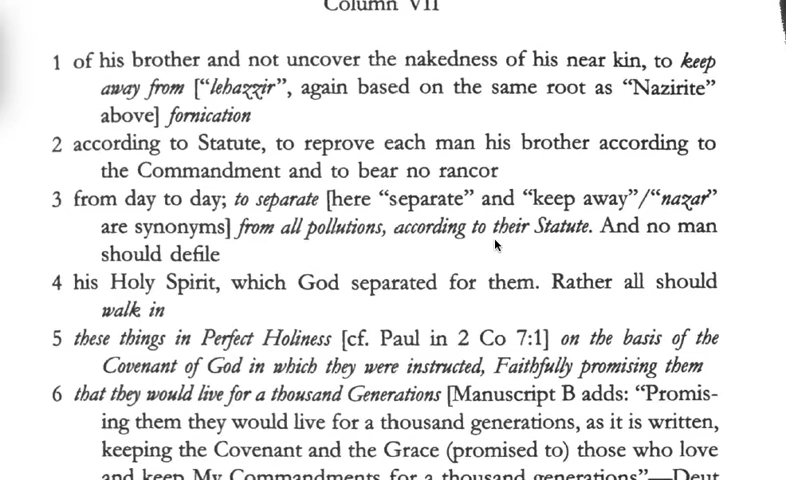 Column VII
1 of his brother and not uncover the nakedness of his near kin, to keep
away from [“lehazzir”, again based on the same root as “Nazirite”
above] fornication
2 according to Statute, to reprove each man his brother according to
the Commandment and to bear no rancor
3 from day to day; to separate [here “separate” and “keep away”/“nazar”
are synonyms] from all pollutions, according to their Statute. And no man
should defile
4 his Holy Spirit, which God separated for them. Rather all should
walk in
5 these things in Perfect Holiness [cf. Paul in 2 Co 7:1] on the basis of the
Covenant of God in which they were instructed, Faithfully promising them
6 that they would live for a thousand Generations [Manuscript B adds: “Promis-
ing them they would live for a thousand generations, as it is written,
keeping the Covenant and the Grace (promised to) those who love
and keep My Commandments for a thousand generations”—Deut